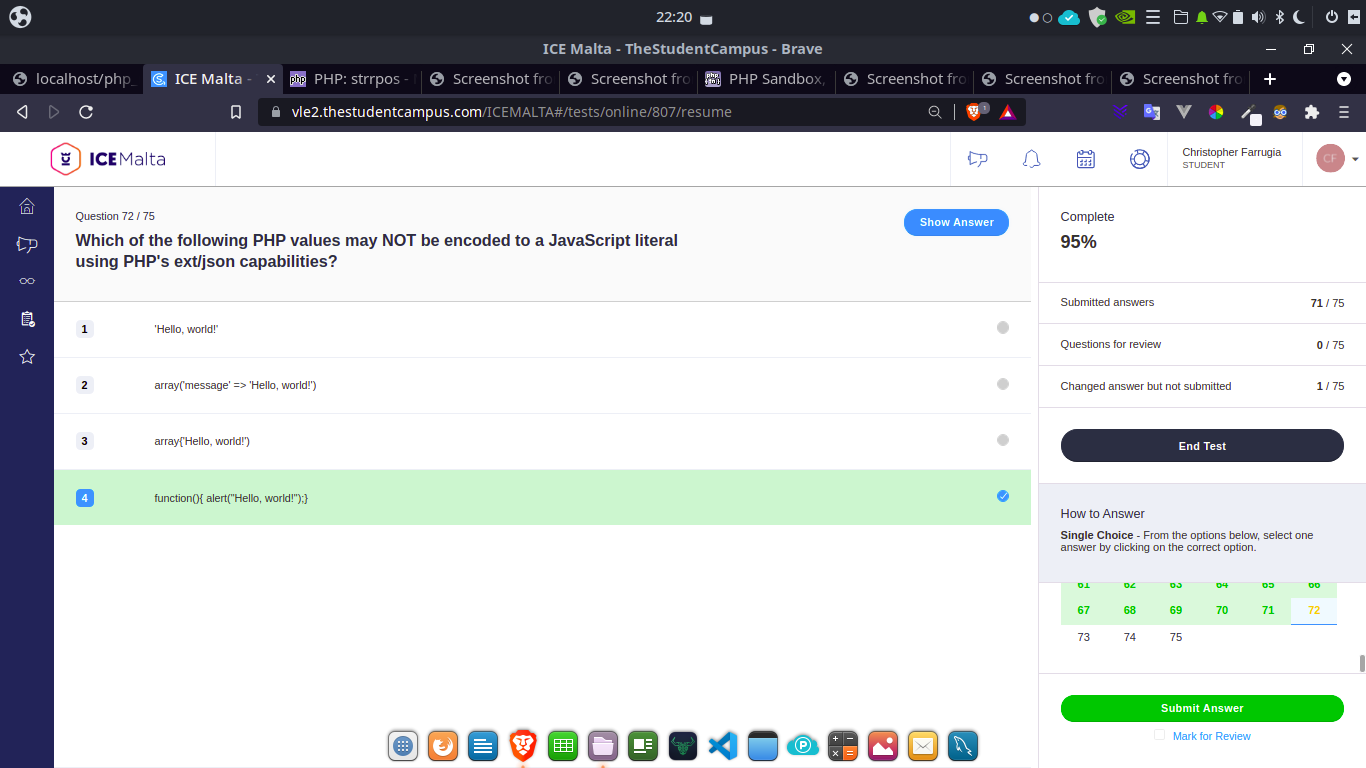 22:20
ICE Malta - TheStudentCampus - Brave
localhost/php_
ICE Malta -
PHP: strrpos -
Screenshot fro
Screenshot fro
PHP Sandbox,
Screenshot fro
Screenshot fro
Screenshot fro
vle2.thestudentcampus.com/ICEMALTA#/tests/online/807/resume
1
ICE Malta
Christopher Farrugia
STUDENT
CF
Question 72 / 75
Show Answer
Which of the following PHP values may NOT be encoded to a JavaScript literal
using PHP's ext/json capabilities?
1
'Hello, world!'
2
array('message' => 'Hello, world!')
3
array{'Hello, world!')
4
function(){ alert("Hello, world!");}
Complete
95%
Submitted answers
71 / 75
Questions for review
0 / 75
Changed answer but not submitted
1 / 75
End Test
How to Answer
Single Choice - From the options below, select one
answer by clicking on the correct option.
61 62 63 64 65 66
67 68 69 70 71 72
73 74 75
Submit Answer
Mark for Review